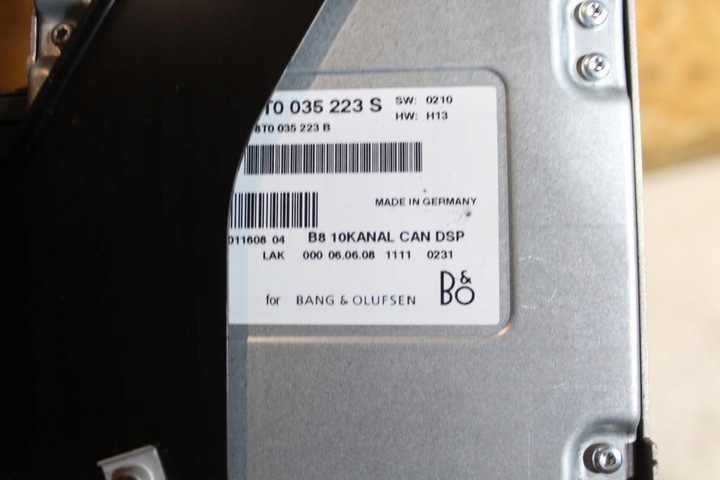 8T0 035 223 S SW: 0210
HW: H13
8T0 035 223 B
MADE IN GERMANY
011608 04 B8 10KANAL CAN DSP
LAK 000 06.06.08 1111 0231
for BANG & OLUFSEN B&O